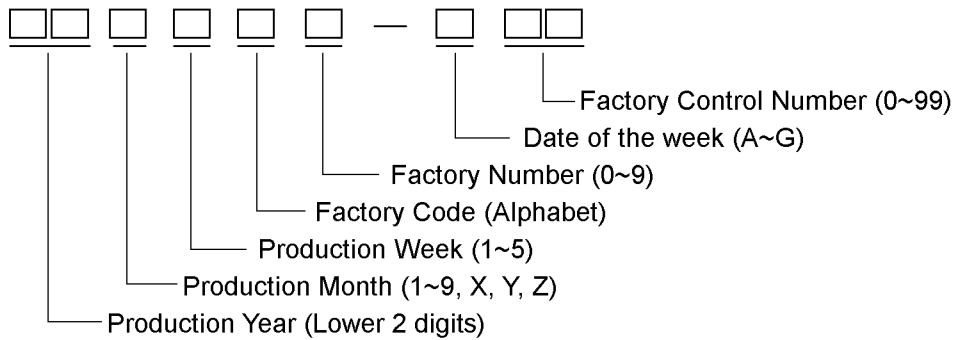 Factory Control Number (0~99)
Date of the week (A~G)
Factory Number (0~9)
Factory Code (Alphabet)
Production Week (1~5)
Production Month (1~9, X, Y, Z)
Production Year (Lower 2 digits)